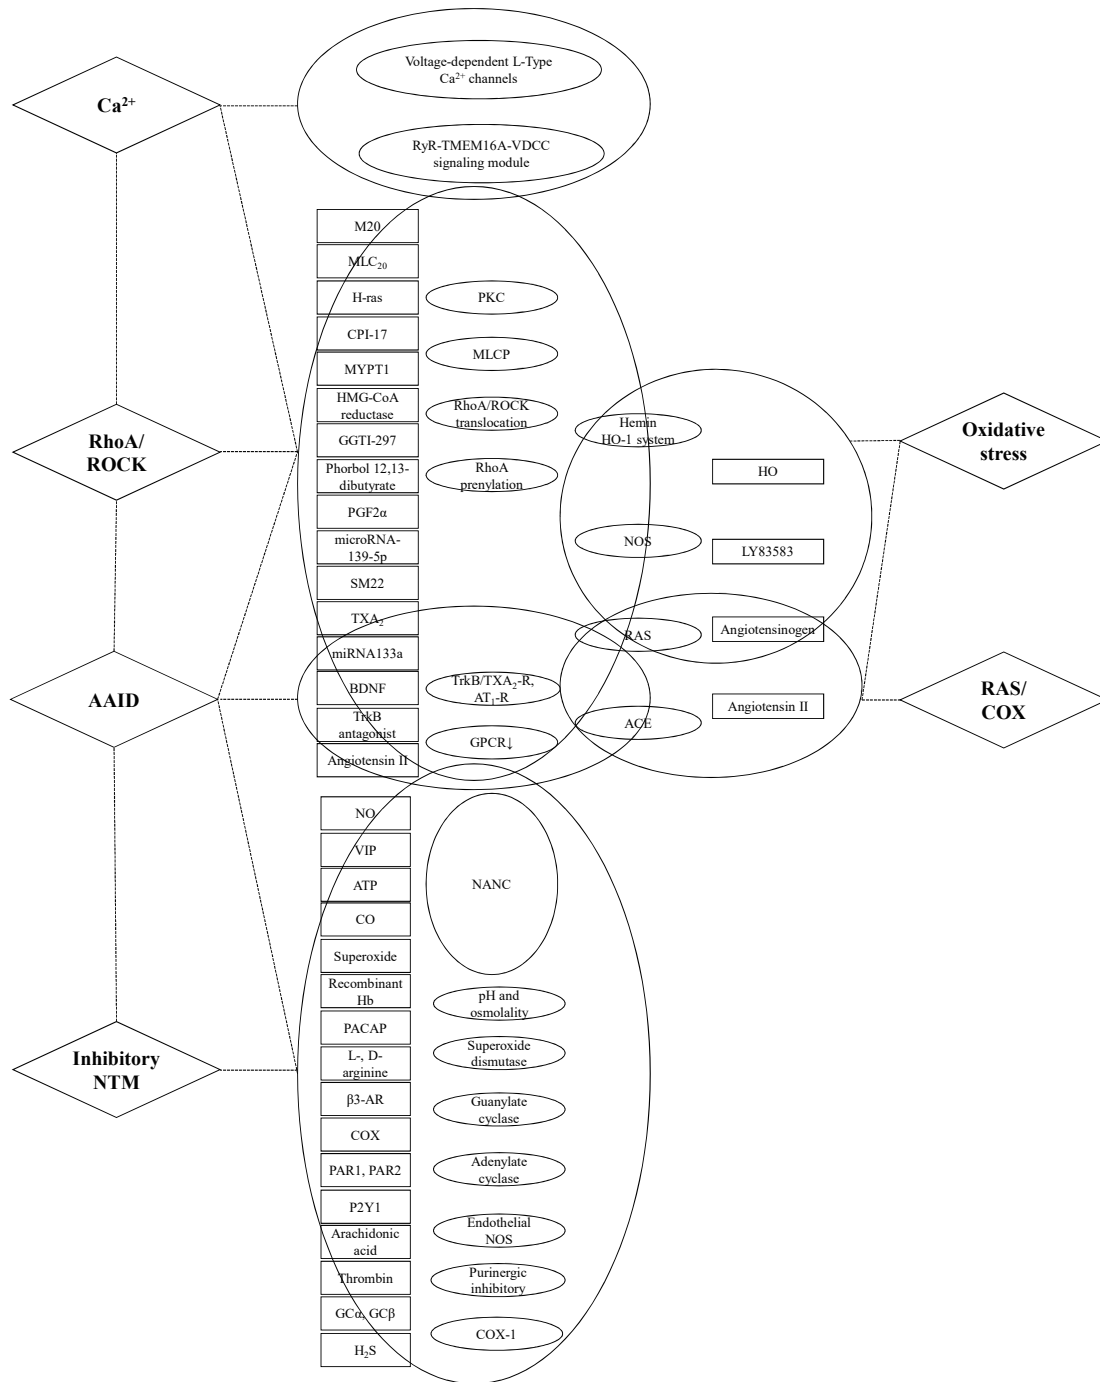 Voltage-dependent L-Type
Ca²⁺ channels
Ca²⁺
RyR-TMEM16A-VDCC
signaling module
M20
MLC₂₀
H-ras
CPI-17
MYPT1
HMG-CoA
reductase
GGTI-297
Phorbol 12,13-
dibutyrate
PGF2α
microRNA-
139-5p
SM22
TXA₂
miRNA133a
BDNF
TrkB
antagonist
Angiotensin II
PKC
MLCP
RhoA/ROCK
translocation
RhoA
prenylation
TrkB/TXA₂-R,
AT₁-R
GPCR↓
RhoA/
ROCK
AAID
Hemin
HO-1 system
NOS
RAS
ACE
HO
LY83583
Angiotensinogen
Angiotensin II
Oxidative
stress
RAS/
COX
Inhibitory
NTM
NO
VIP
ATP
CO
Superoxide
Recombinant
Hb
PACAP
L-, D-
arginine
β3-AR
COX
PAR1, PAR2
P2Y1
Arachidonic
acid
Thrombin
GCα, GCβ
H₂S
NANC
pH and
osmolality
Superoxide
dismutase
Guanylate
cyclase
Adenylate
cyclase
Endothelial
NOS
Purinergic
inhibitory
COX-1